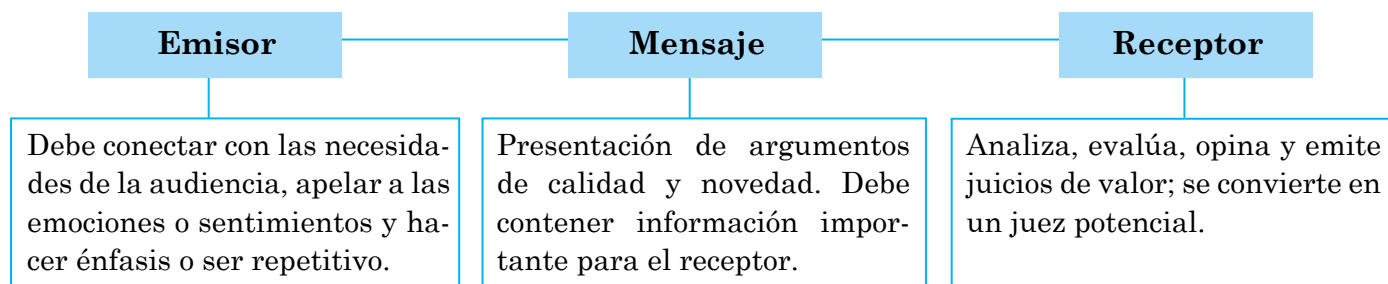 Emisor
Mensaje
Receptor
Debe conectar con las necesida-
des de la audiencia, apelar a las
emociones o sentimientos y ha-
cer énfasis o ser repetitivo.
Presentación de argumentos
de calidad y novedad. Debe
contener información impor-
tante para el receptor.
Analiza, evalúa, opina y emite
juicios de valor; se convierte en
un juez potencial.